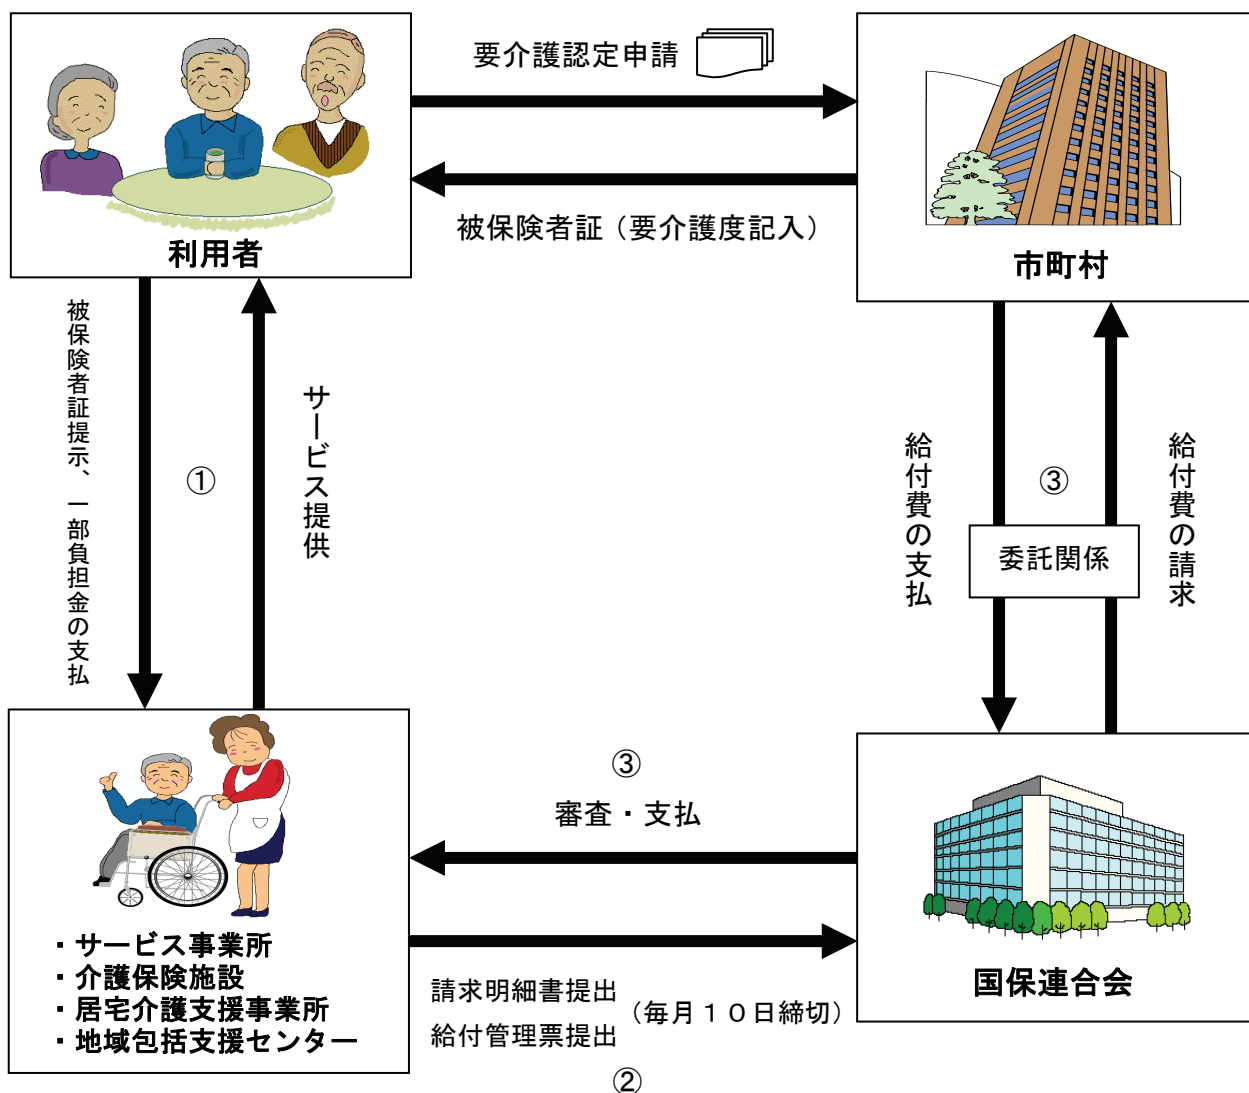 要介護認定申請
被保険者証（要介護度記入）
利用者
市町村
被保険者証提示、一部負担金の支払
①
サービス提供
給付費の支払
③
給付費の請求
委託関係
③
審査・支払
・サービス事業所
・介護保険施設
・居宅介護支援事業所
・地域包括支援センター
国保連合会
請求明細書提出
給付管理票提出
（毎月１０日締切）
②